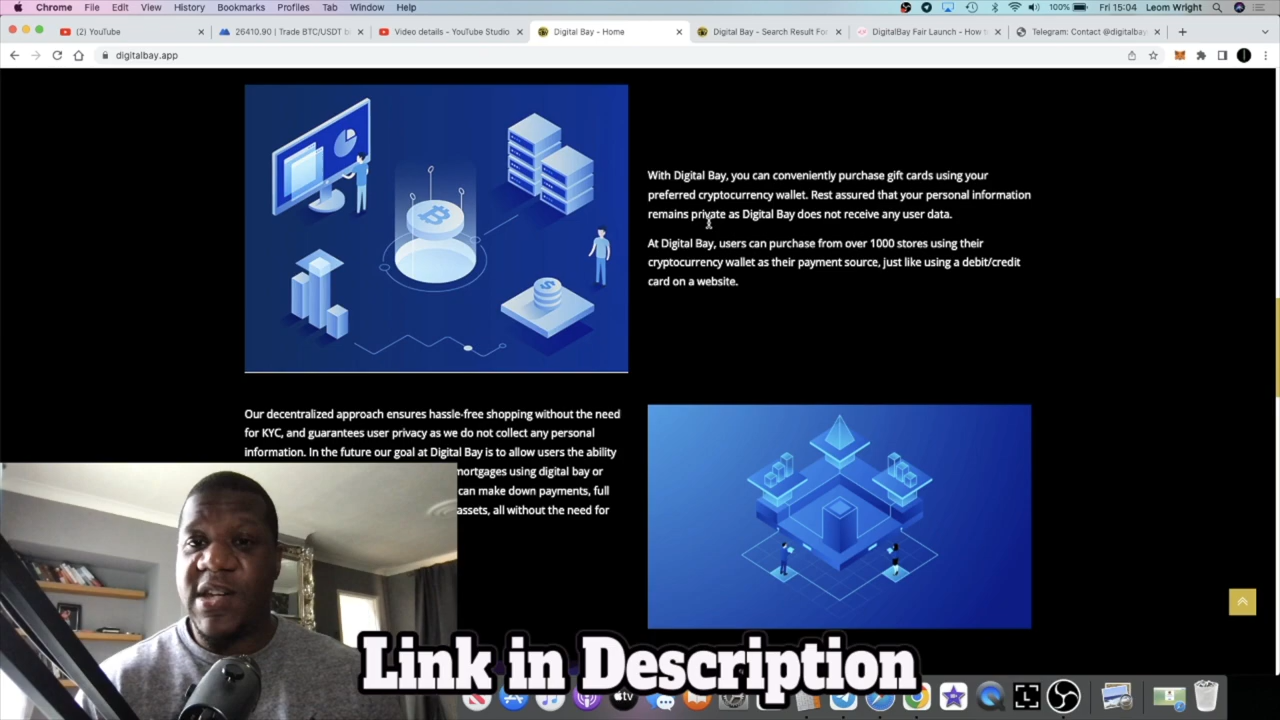 Chrome File Edit View History Bookmarks Profiles Tab Window Help 100% Fri 15:04 Leom Wright
(2) YouTube 26410.90 | Trade BTC/USDT Video details - YouTube Studio Digital Bay - Home Digital Bay - Search Result Fo DigitalBay Fair Launch - How t Telegram: Contact @digitalbay
digitalbay.app
With Digital Bay, you can conveniently purchase gift cards using your
preferred cryptocurrency wallet. Rest assured that your personal information
remains private as Digital Bay does not receive any user data.
At Digital Bay, users can purchase from over 1000 stores using their
cryptocurrency wallet as their payment source, just like using a debit/credit
card on a website.
Our decentralized approach ensures hassle-free shopping without the need
for KYC, and guarantees user privacy as we do not collect any personal
information. In the future our goal at Digital Bay is to allow users the ability
mortgages using digital bay or
can make down payments, full
assets, all without the need for
Link in Description
tv